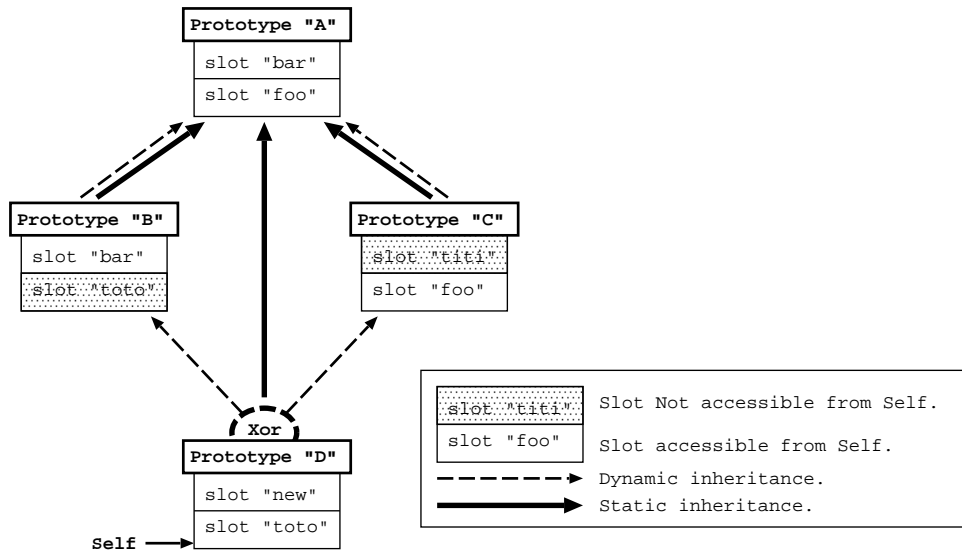 Prototype "A"
slot "bar"
slot "foo"
Prototype "B"
slot "bar"
slot "toto"
Prototype "C"
slot "titi"
slot "foo"
Xor
Prototype "D"
slot "new"
slot "toto"
Self
slot "titi" Slot Not accessible from Self.
slot "foo" Slot accessible from Self.
Dynamic inheritance.
Static inheritance.